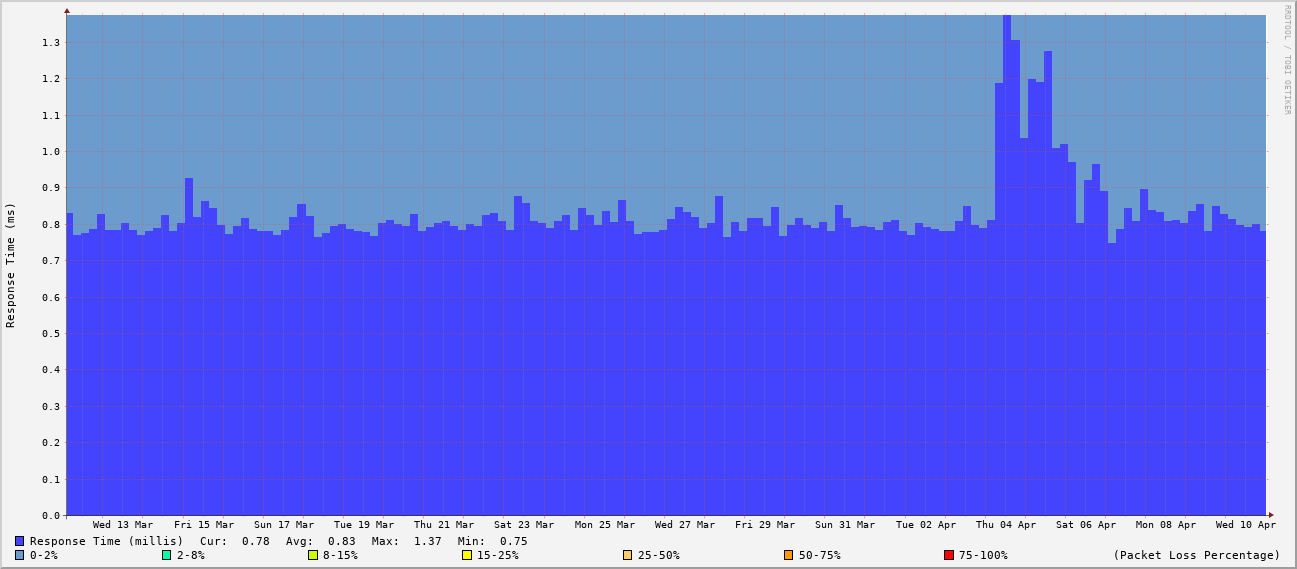 RRDTOOL / TOBI OETIKER
Response Time (ms)
1.3
1.2
1.1
1.0
0.9
0.8
0.7
0.6
0.5
0.4
0.3
0.2
0.1
0.0
Wed 13 Mar Fri 15 Mar Sun 17 Mar Tue 19 Mar Thu 21 Mar Sat 23 Mar Mon 25 Mar Wed 27 Mar Fri 29 Mar Sun 31 Mar Tue 02 Apr Thu 04 Apr Sat 06 Apr Mon 08 Apr Wed 10 Apr
Response Time (millis) Cur: 0.78 Avg: 0.83 Max: 1.37 Min: 0.75
0-2% 2-8% 8-15% 15-25% 25-50% 50-75% 75-100% (Packet Loss Percentage)